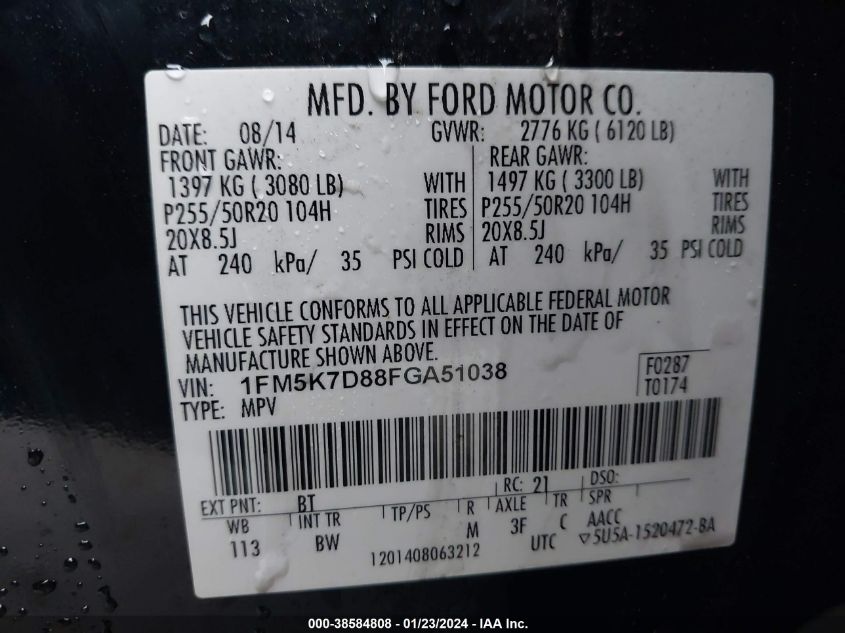 MFD. BY FORD MOTOR CO.
DATE: 08/14 GVWR: 2776 KG ( 6120 LB)
FRONT GAWR: REAR GAWR:
1397 KG ( 3080 LB) WITH 1497 KG ( 3300 LB) WITH
P255/50R20 104H TIRES P255/50R20 104H TIRES
20X8.5J RIMS 20X8.5J RIMS
AT 240 kPa/ 35 PSI COLD AT 240 kPa/ 35 PSI COLD
THIS VEHICLE CONFORMS TO ALL APPLICABLE FEDERAL MOTOR
VEHICLE SAFETY STANDARDS IN EFFECT ON THE DATE OF
MANUFACTURE SHOWN ABOVE.
VIN: 1FM5K7D88FGA51038 F0287
TYPE: MPV T0174
EXT PNT: BT RC: 21 DSO:
WB INT TR TP/PS R AXLE TR SPR
113 BW M 3F C AACC
1201408063212 UTC ▽5U5A-1520472-BA
000-38584808 - 01/23/2024 - IAA Inc.